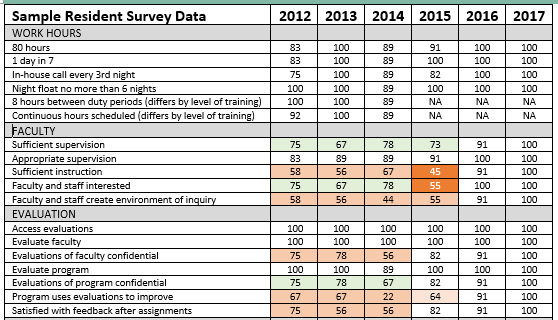 Sample Resident Survey Data 2012 2013 2014 2015 2016 2017
WORK HOURS
80 hours 83 100 89 91 100 100
1 day in 7 83 100 89 100 100 100
In-house call every 3rd night 75 100 89 82 100 100
Night float no more than 6 nights 100 100 89 100 100 100
8 hours between duty periods (differs by level of training) 100 100 89 NA NA NA
Continuous hours scheduled (differs by level of training) 92 100 89 NA NA NA
FACULTY
Sufficient supervision 75 67 78 73 91 100
Appropriate supervision 83 89 89 91 100 100
Sufficient instruction 58 56 67 45 91 100
Faculty and staff interested 75 67 78 55 100 100
Faculty and staff create environment of inquiry 58 56 44 55 91 100
EVALUATION
Access evaluations 100 100 100 100 100 100
Evaluate faculty 100 100 100 100 100 100
Evaluations of faculty confidential 75 78 56 82 91 100
Evaluate program 100 100 89 100 100 100
Evaluations of program confidential 75 78 67 82 91 100
Program uses evaluations to improve 67 67 22 64 91 100
Satisfied with feedback after assignments 75 56 56 82 91 100